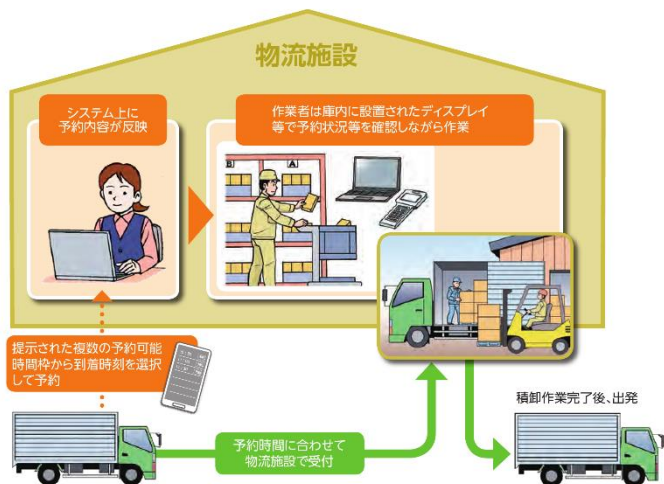 物流施設
システム上に
予約内容が反映
作業者は庫内に設置されたディスプレイ
等で予約状況等を確認しながら作業
B
A
提示された複数の予約可能
時間枠から到着時刻を選択
して予約
予約時間に合わせて
物流施設で受付
積卸作業完了後、出発